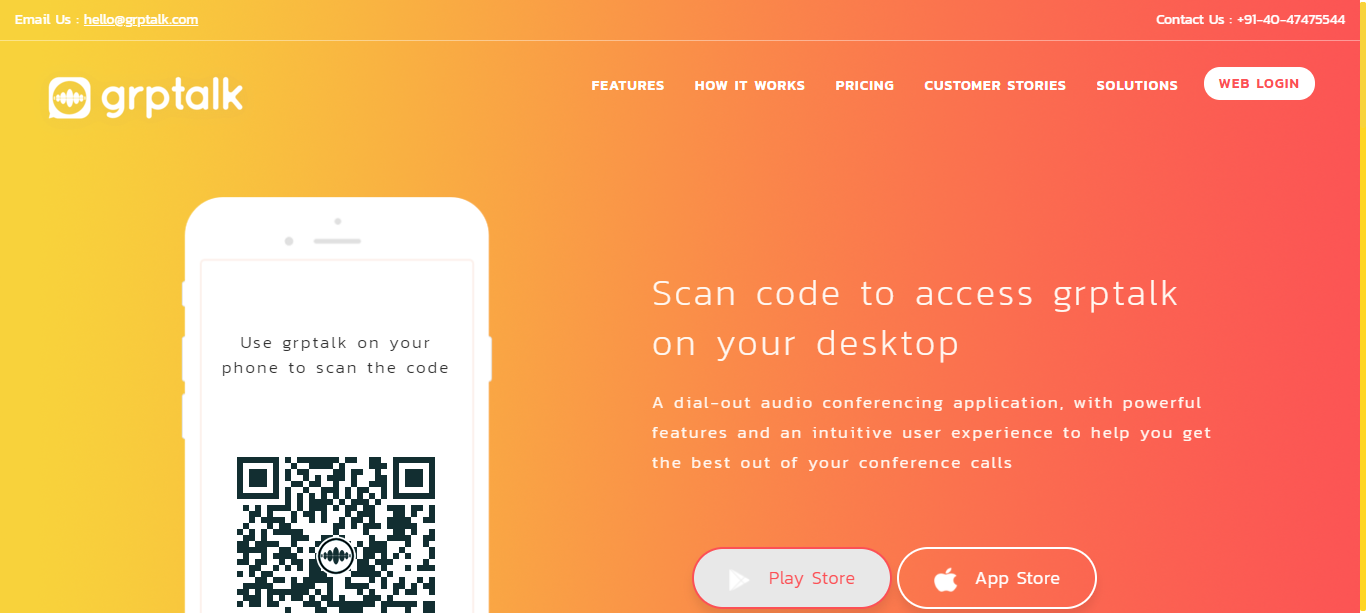 Email Us : hello@grptalk.com
Contact Us : +91-40-47475544
grptalk
FEATURES
HOW IT WORKS
PRICING
CUSTOMER STORIES
SOLUTIONS
WEB LOGIN
Use grptalk on your
phone to scan the code
Scan code to access grptalk
on your desktop
A dial-out audio conferencing application, with powerful
features and an intuitive user experience to help you get
the best out of your conference calls
Play Store
App Store